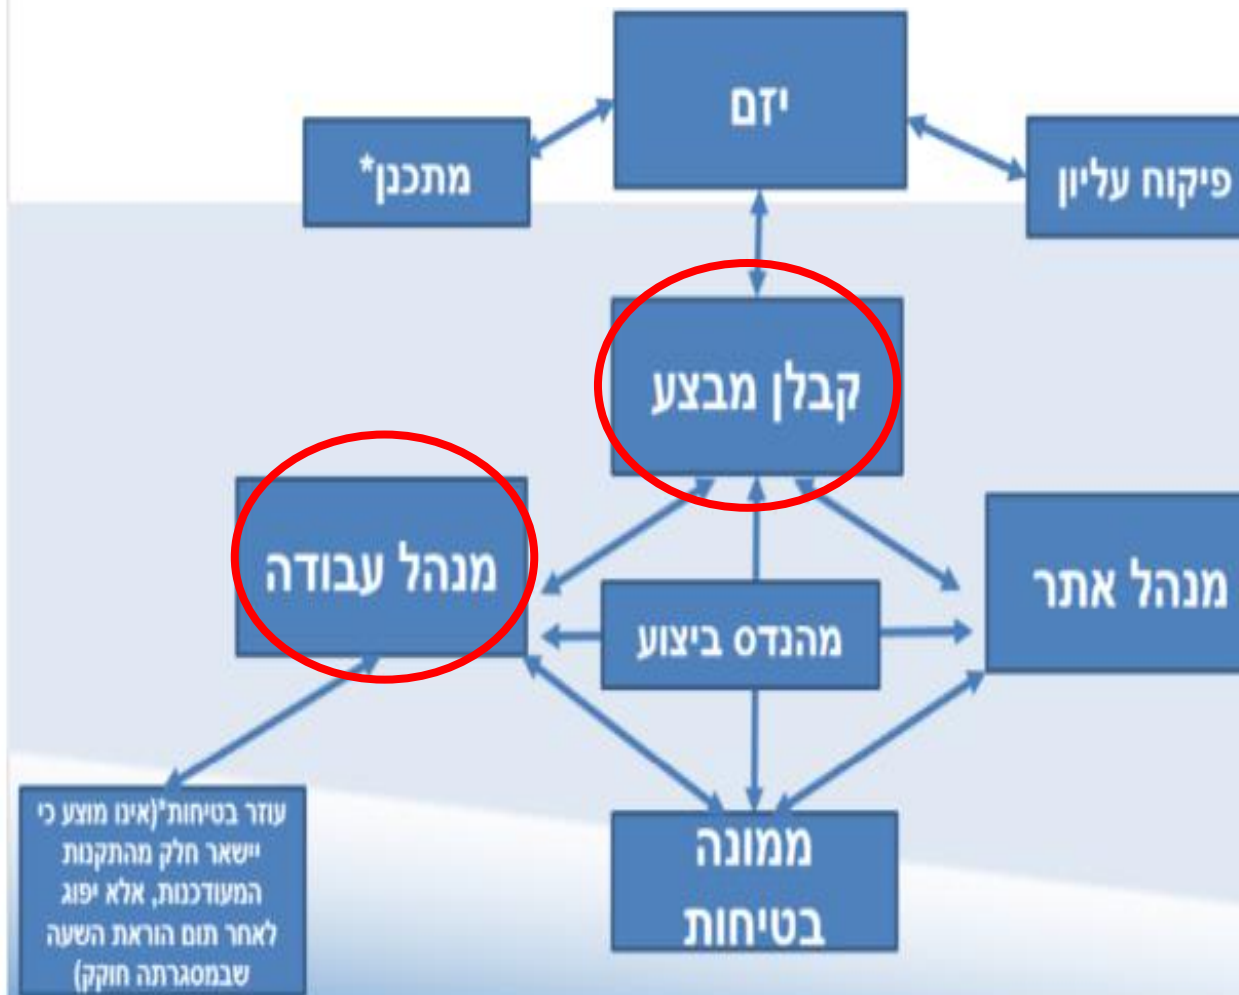 יזם
מתכנן*
פיקוח עליון
קבלן מבצע
מנהל עבודה
מנהל אתר
מהנדס ביצוע
ממונה
בטיחות
עוזר בטיחות*(אינו מוצע כי
יישאר חלק מהתקנות
המעודכנות, אלא יפוג
לאחר תום הוראת השעה
שבמסגרתה חוקק)